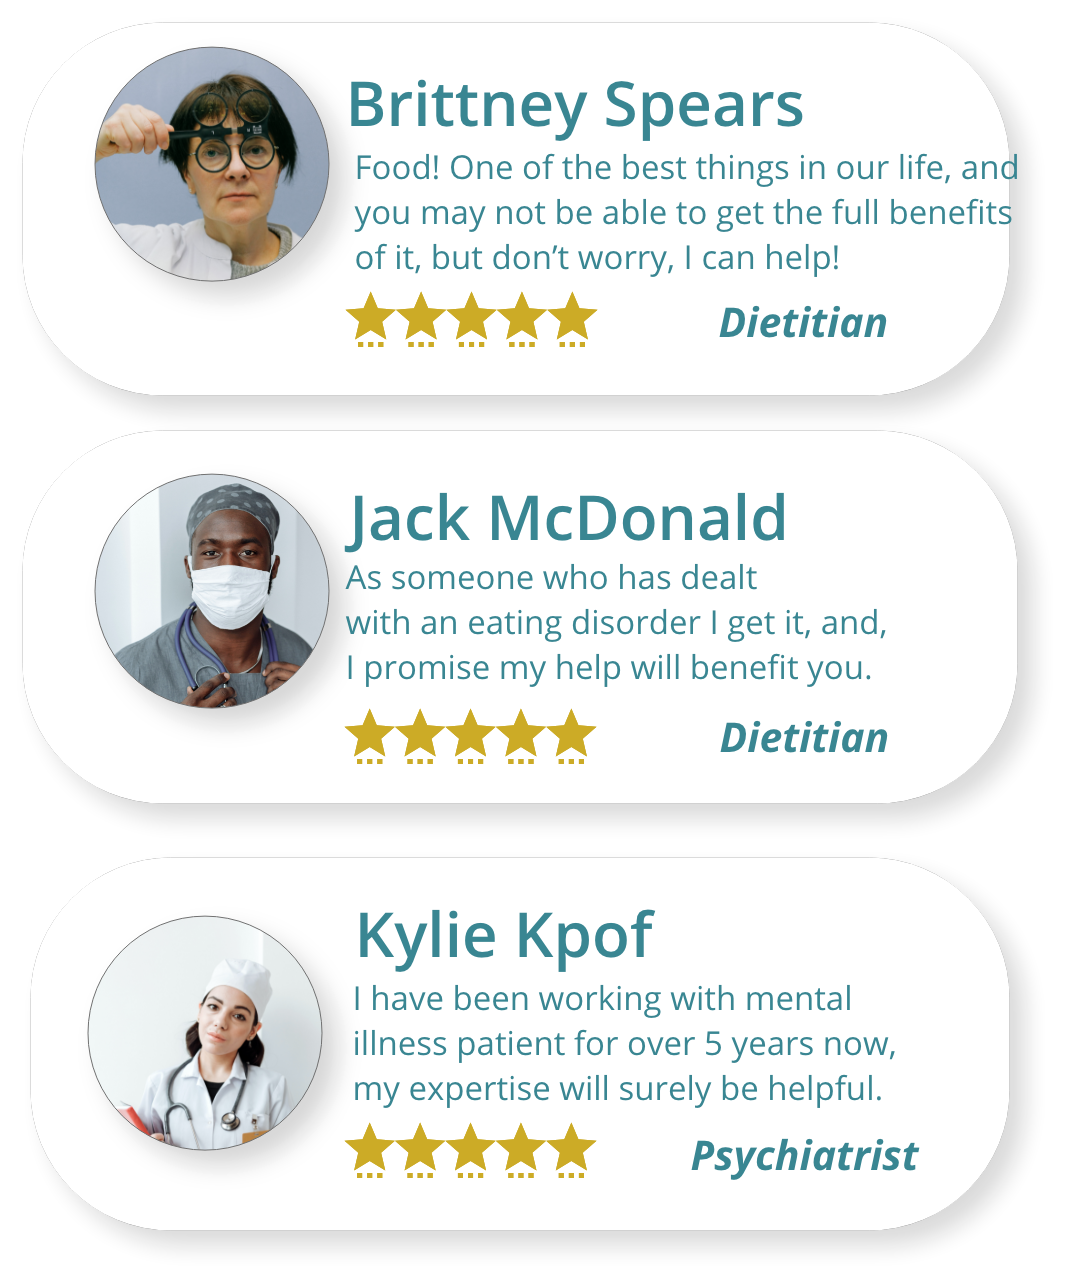 Brittney Spears
Food! One of the best things in our life, and
you may not be able to get the full benefits
of it, but don’t worry, I can help!
Dietitian
Jack McDonald
As someone who has dealt
with an eating disorder I get it, and,
I promise my help will benefit you.
Dietitian
Kylie Kpof
I have been working with mental
illness patient for over 5 years now,
my expertise will surely be helpful.
Psychiatrist